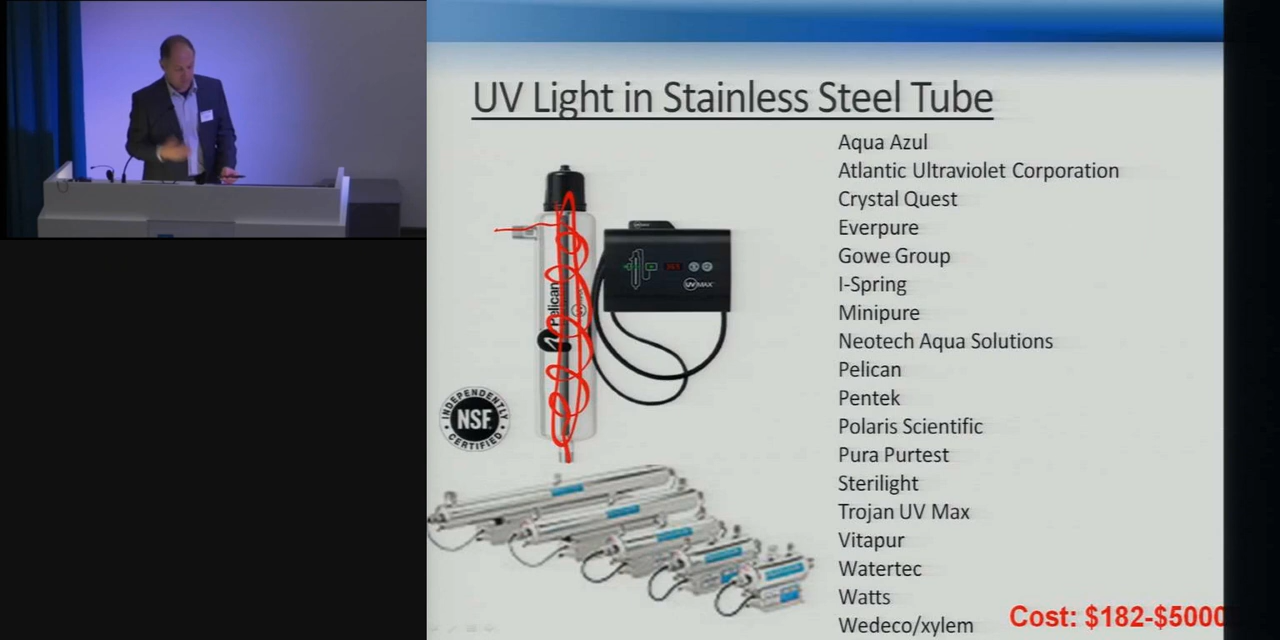 UV Light in Stainless Steel Tube
Aqua Azul
Atlantic Ultraviolet Corporation
Crystal Quest
Everpure
Gowe Group
I-Spring
Minipure
Neotech Aqua Solutions
Pelican
Pentek
Polaris Scientific
Pura Purtest
Sterilight
Trojan UV Max
Vitapur
Watertec
Watts
Wedeco/xylem
Cost: $182-$5000
Pelican
UV MAX
INDEPENDENTLY
NSF
CERTIFIED